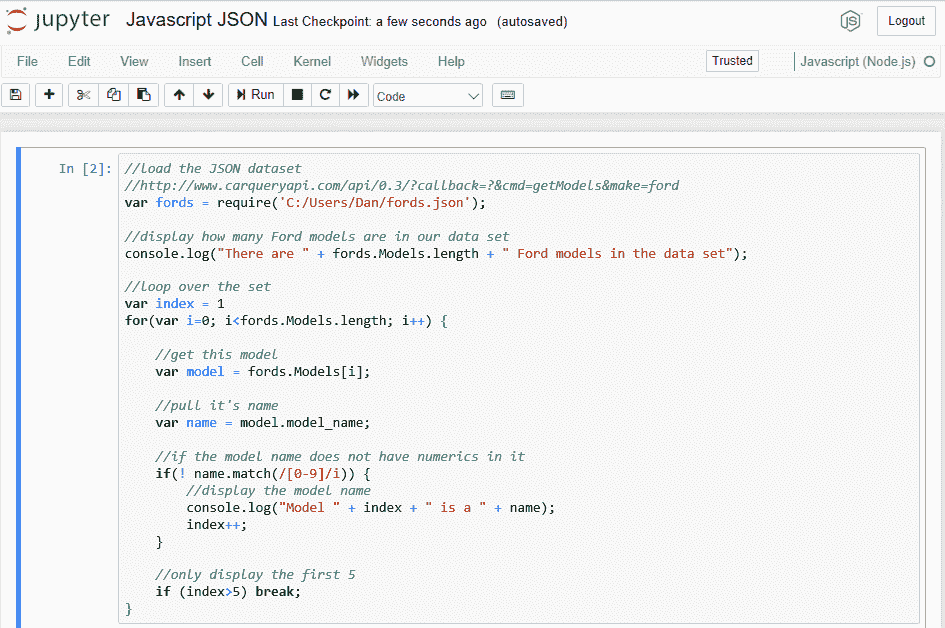 jupyter Javascript JSON Last Checkpoint: a few seconds ago (autosaved) JS Logout
File Edit View Insert Cell Kernel Widgets Help Trusted Javascript (Node.js)
Run Code
In [2]: //load the JSON dataset
//http://www.carqueryapi.com/api/0.3/?callback=?&cmd=getModels&make=ford
var fords = require('C:/Users/Dan/fords.json');
//display how many Ford models are in our data set
console.log("There are " + fords.Models.length + " Ford models in the data set");
//loop over the set
var index = 1
for(var i=0; i<fords.Models.length; i++) {
//get this model
var model = fords.Models[i];
//pull it's name
var name = model.model_name;
//if the model name does not have numerics in it
if(! name.match(/[0-9]/i)) {
//display the model name
console.log("Model " + index + " is a " + name);
index++;
}
//only display the first 5
if (index>5) break;
}